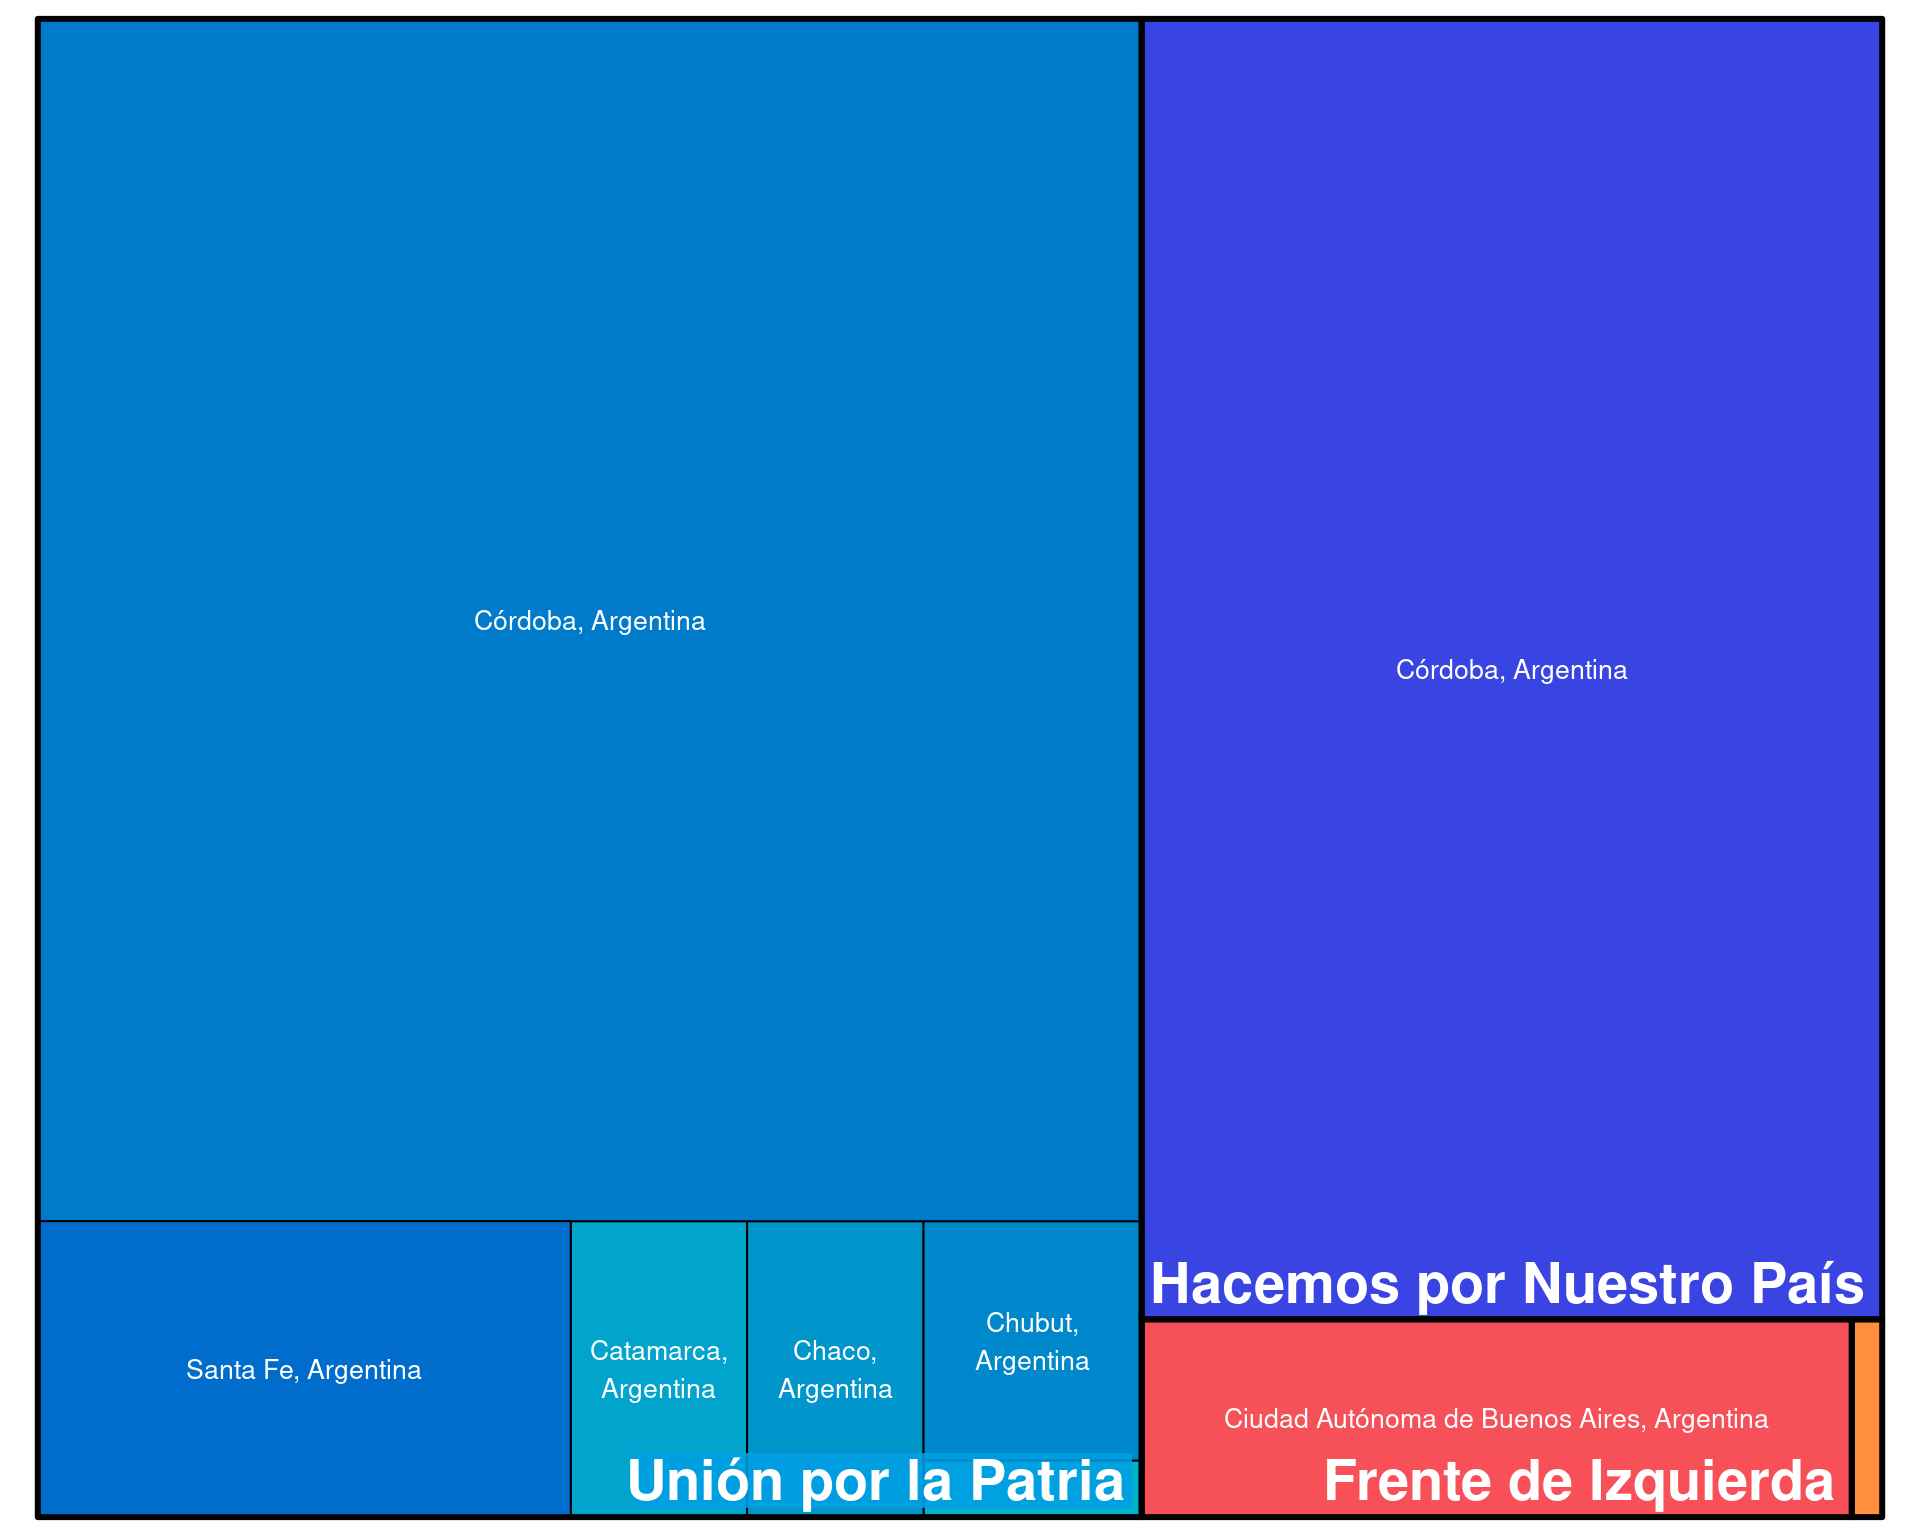 Córdoba, Argentina
Santa Fe, Argentina
Catamarca,
Argentina
Chaco,
Argentina
Chubut,
Argentina
Unión por la Patria
Córdoba, Argentina
Hacemos por Nuestro País
Ciudad Autónoma de Buenos Aires, Argentina
Frente de Izquierda